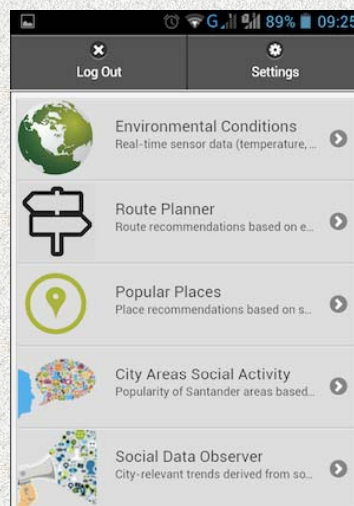 G 89% 09:25
Log Out
Settings
Environmental Conditions
Real-time sensor data (temperature, ...
Route Planner
Route recommendations based on e...
Popular Places
Place recommendations based on s...
City Areas Social Activity
Popularity of Santander areas based...
Social Data Observer
City-relevant trends derived from so...